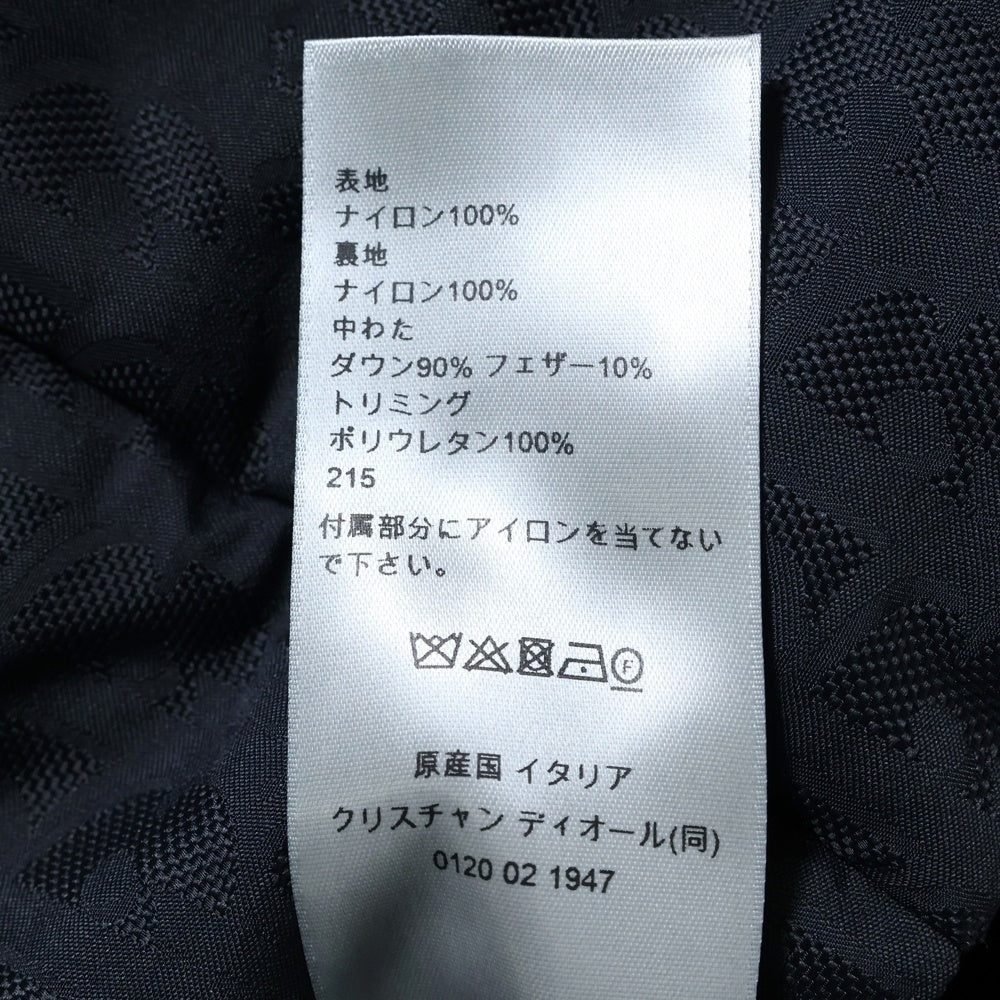 表地
ナイロン100%
裏地
ナイロン100%
中わた
ダウン90% フェザー10%
トリミング
ポリウレタン100%
215
付属部分にアイロンを当てない
で下さい。
F
原産国 イタリア
クリスチャン ディオール(同)
0120 02 1947